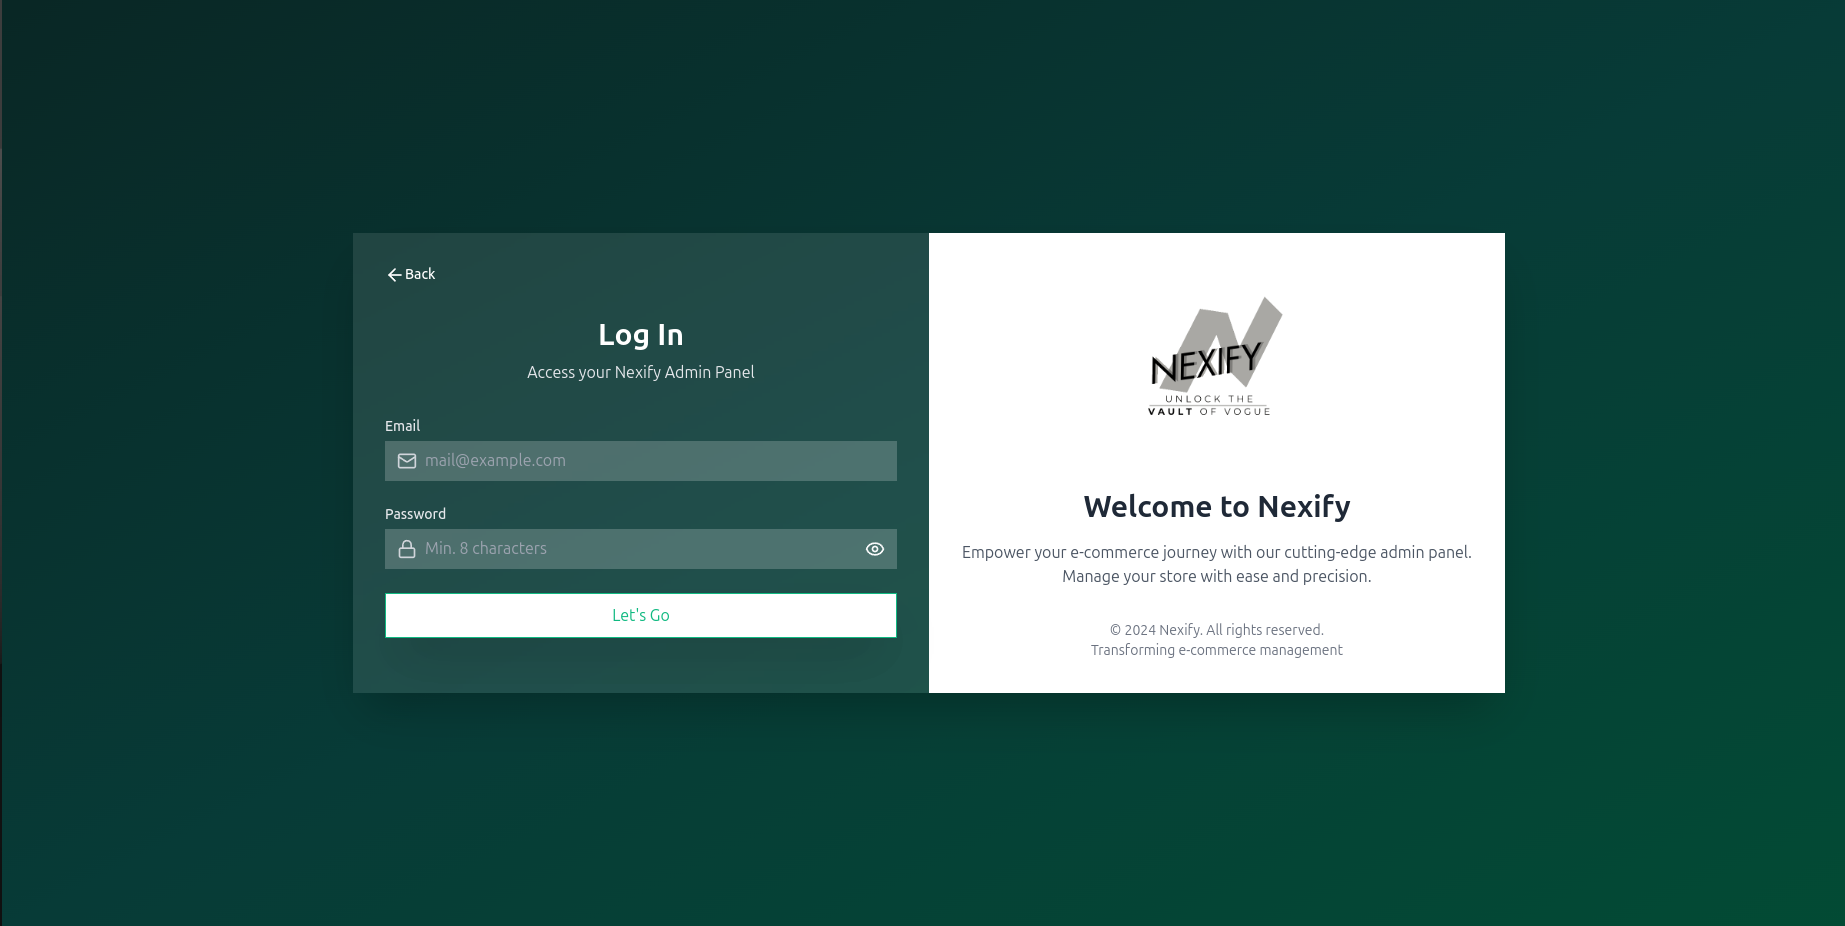 Back
Log In
Access your Nexify Admin Panel
Email
mail@example.com
Password
Min. 8 characters
Let's Go
NEXIFY
UNLOCK THE
VAULT OF VOGUE
Welcome to Nexify
Empower your e-commerce journey with our cutting-edge admin panel.
Manage your store with ease and precision.
© 2024 Nexify. All rights reserved.
Transforming e-commerce management